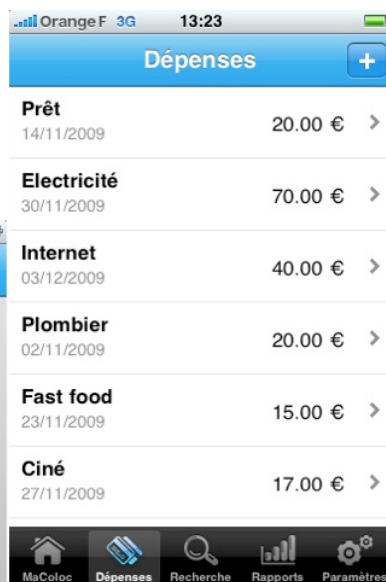 Orange F 3G 13:23
Dépenses +
Prêt
14/11/2009
20.00 €
Electricité
30/11/2009
70.00 €
Internet
03/12/2009
40.00 €
Plombier
02/11/2009
20.00 €
Fast food
23/11/2009
15.00 €
Ciné
27/11/2009
17.00 €
MaColoc Dépenses Recherche Rapports Paramètres